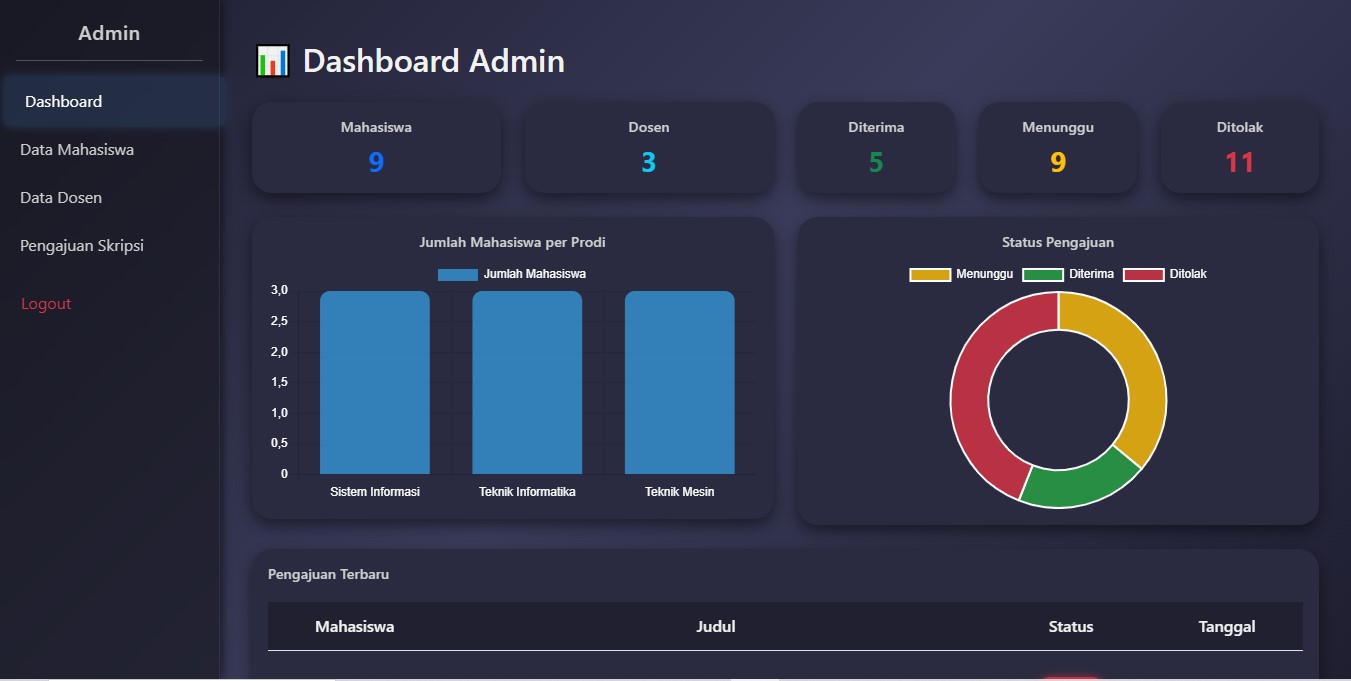 Admin
Dashboard
Data Mahasiswa
Data Dosen
Pengajuan Skripsi
Logout
Dashboard Admin
Mahasiswa
9
Dosen
3
Diterima
5
Menunggu
9
Ditolak
11
Jumlah Mahasiswa per Prodi
Jumlah Mahasiswa
3,0
2,5
2,0
1,5
1,0
0,5
0
Sistem Informasi Teknik Informatika Teknik Mesin
Status Pengajuan
Menunggu Diterima Ditolak
Pengajuan Terbaru
Mahasiswa Judul Status Tanggal